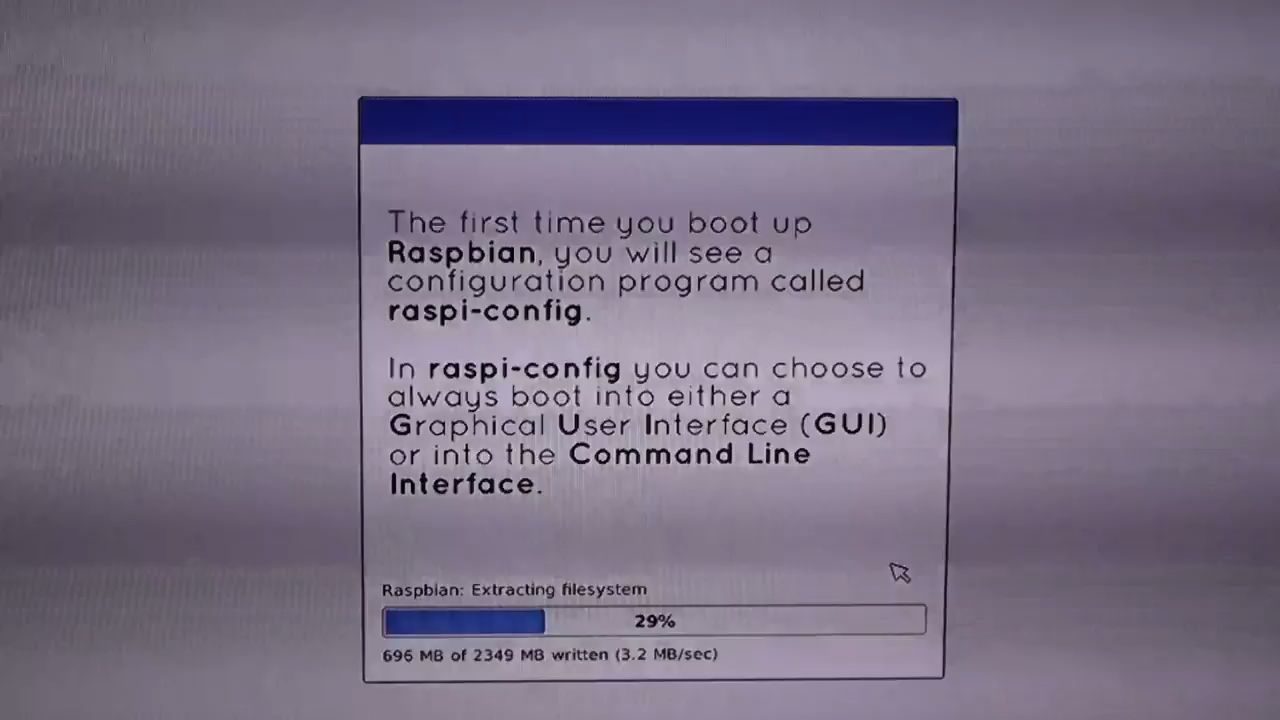 The first time you boot up
Raspbian, you will see a
configuration program called
raspi-config.
In raspi-config you can choose to
always boot into either a
Graphical User Interface (GUI)
or into the Command Line
Interface.
Raspbian: Extracting filesystem
29%
696 MB of 2349 MB written (3.2 MB/sec)